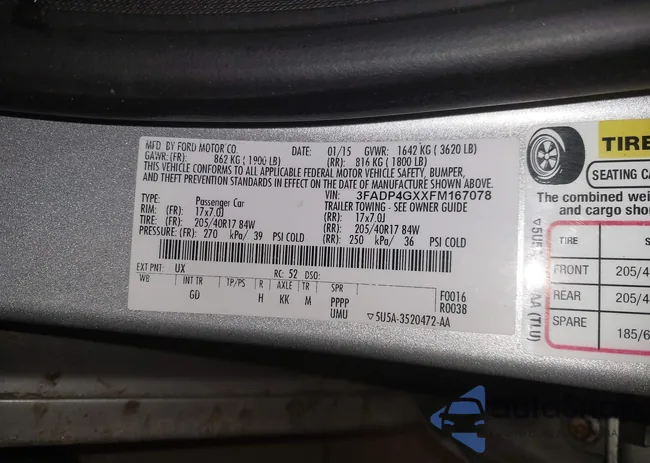 MFD. BY FORD MOTOR CO.
DATE: 01/15 GVWR: 1642 KG ( 3620 LB)
GAWR: (FR): 862 KG ( 1900 LB) (RR): 816 KG ( 1800LB)
THIS VEHICLE CONFORMS TO ALL APPLICABLE FEDERAL MOTOR VEHICLE SAFETY, BUMPER,
AND THEFT PREVENTION STANDARDS IN EFFECT ON THE DATE OF MANUFACTURE SHOWN ABOVE.
VIN: 3FADP4GXXFM167078
TYPE: Passenger Car TRAILER TOWING - SEE OWNER GUIDE
RIM: (FR): 17x7.0J (RR): 17x7.0J
TIRE: (FR): 205/40R17 84W (RR): 205/40R17 84W
PRESSURE: (FR): 270 kPa/ 39 PSI COLD (RR): 250 kPa/ 36 PSI COLD
EXT PNT: UX RC: 52 DSO:
WB INT TR TP/PS R AXLE TR SPR
GD H KK M PPPP F0016
UMU R0038
▽5U5A-3520472-AA
TIRE
SEATING CA
The combined wei
and cargo shou
TIRE S
FRONT 205/4
REAR 205/4
SPARE 185/6
▽5U5
AA (TLU)